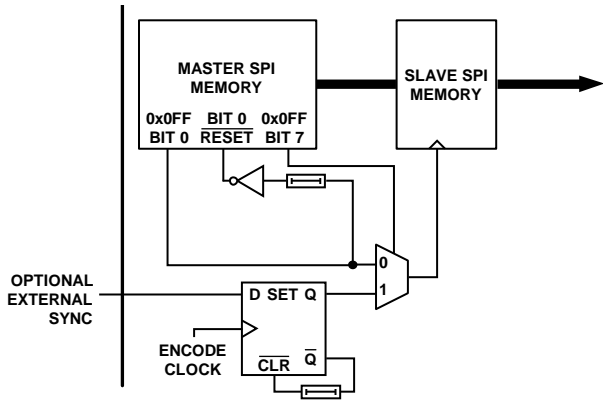 MASTER SPI
MEMORY
0x0FF BIT 0 0x0FF
BIT 0 RESET BIT 7
SLAVE SPI
MEMORY
0
1
OPTIONAL
EXTERNAL
SYNC
D SET Q
ENCODE
CLOCK
CLR Q